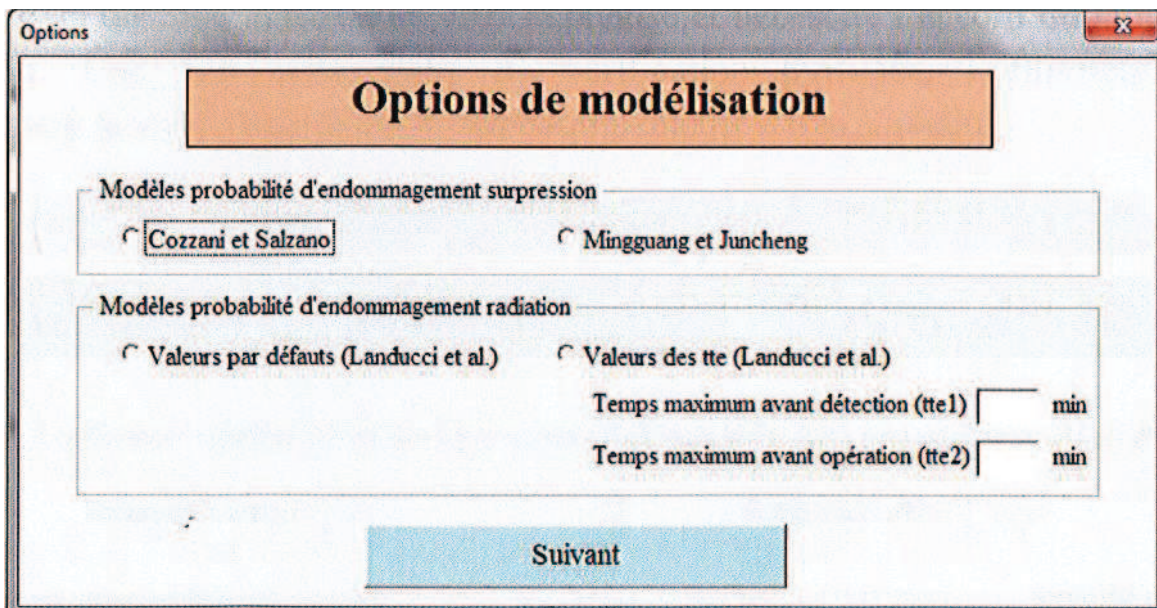 Options
Options de modélisation
Modèles probabilité d'endommagement surpression
Cozzani et Salzano
Mingguang et Juncheng
Modèles probabilité d'endommagement radiation
Valeurs par défauts (Landucci et al.)
Valeurs des tte (Landucci et al.)
Temps maximum avant détection (tte1) min
Temps maximum avant opération (tte2) min
Suivant